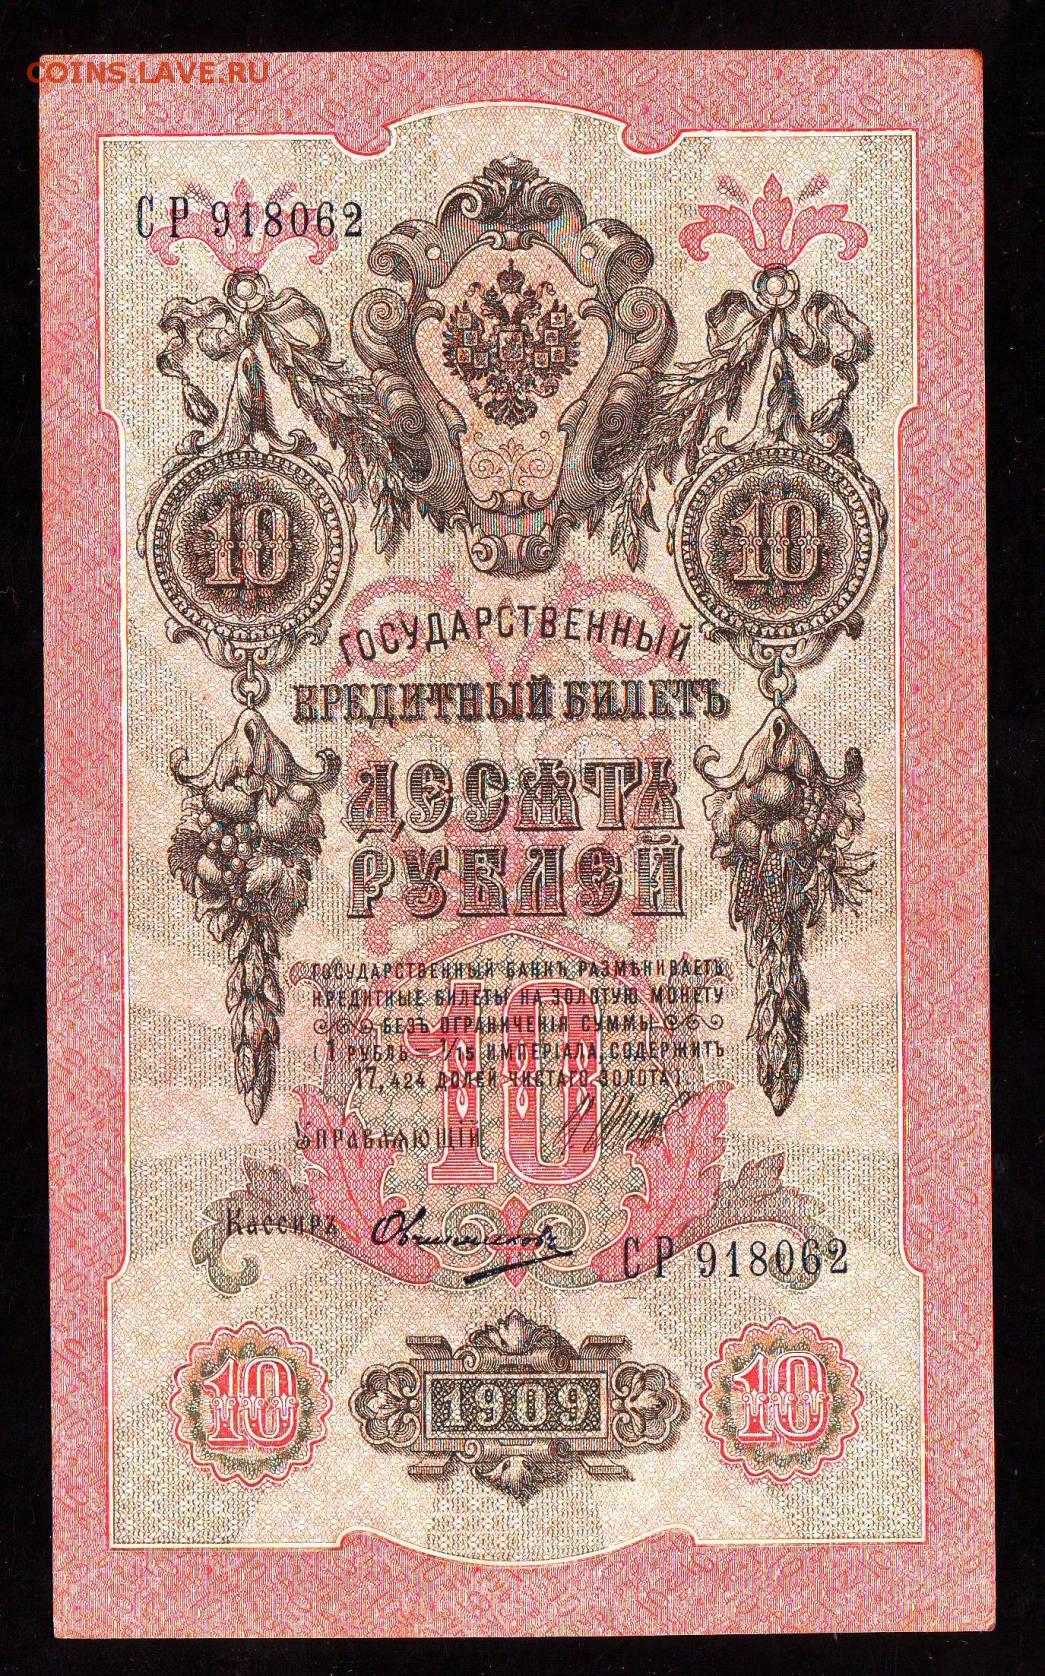 COINS.LAVE.RU
СР 918062
10 10
ГОСУДАРСТВЕННЫЙ
КРЕДИТНЫЙ БИЛЕТЪ
ДЕСЯТЬ
РУБЛЕЙ
ГОСУДАРСТВЕННЫЙ БАНКЪ РАЗМѢНИВАЕТЪ
КРЕДИТНЫЕ БИЛЕТЫ НА ЗОЛОТУЮ МОНЕТУ
БЕЗЪ ОГРАНИЧЕНІЯ СУММЫ
(1 РУБЛЬ = 1/15 ИМПЕРІАЛА, СОДЕРЖИТЪ
17,424 ДОЛЕЙ ЧИСТАГО ЗОЛОТА).
10
УПРАВЛЯЮЩІЙ
Кассиръ Овчинниковъ
СР 918062
10 1909 10